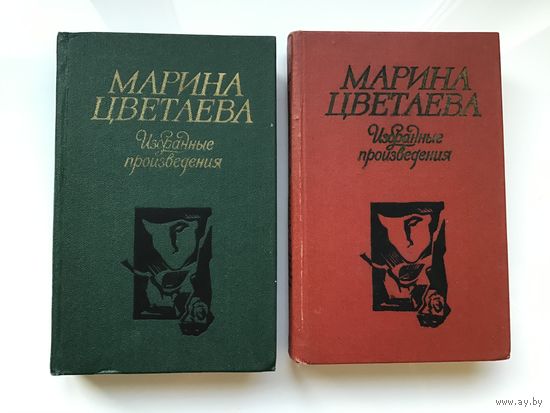 МАРИНА
ЦВЕТАЕВА
Избранные
произведения
МАРИНА
ЦВЕТАЕВА
Избранные
произведения
© www.ay.by